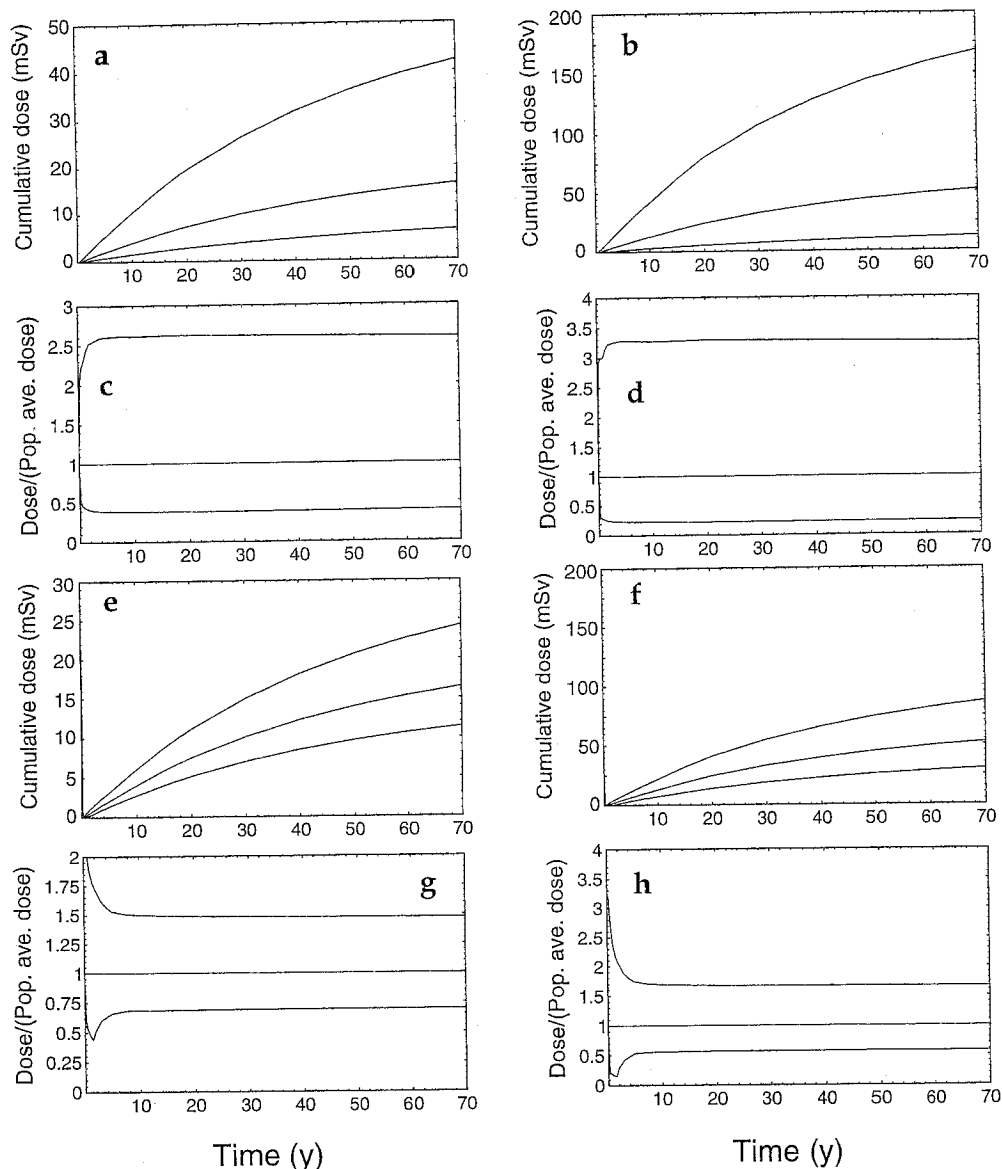 a
Cumulative dose (mSv)
50
40
30
20
10
0
10 20 30 40 50 60 70
b
Cumulative dose (mSv)
200
150
100
50
0
10 20 30 40 50 60 70
c
Dose/(Pop. ave. dose)
3
2.5
2
1.5
1
0.5
0
10 20 30 40 50 60 70
d
Dose/(Pop. ave. dose)
4
3.5
3
2.5
2
1.5
1
0.5
0
10 20 30 40 50 60 70
e
Cumulative dose (mSv)
30
25
20
15
10
5
0
10 20 30 40 50 60 70
f
Cumulative dose (mSv)
200
150
100
50
0
10 20 30 40 50 60 70
g
Dose/(Pop. ave. dose)
2
1.75
1.5
1.25
1
0.75
0.5
0.25
0
10 20 30 40 50 60 70
Time (y)
h
Dose/(Pop. ave. dose)
4
3.5
3
2.5
2
1.5
1
0.5
0
10 20 30 40 50 60 70
Time (y)